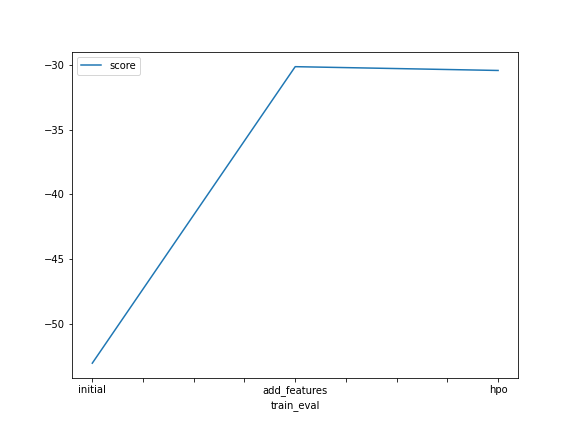 score
−30
−35
−40
−45
−50
initial
add_features
hpo
train_eval